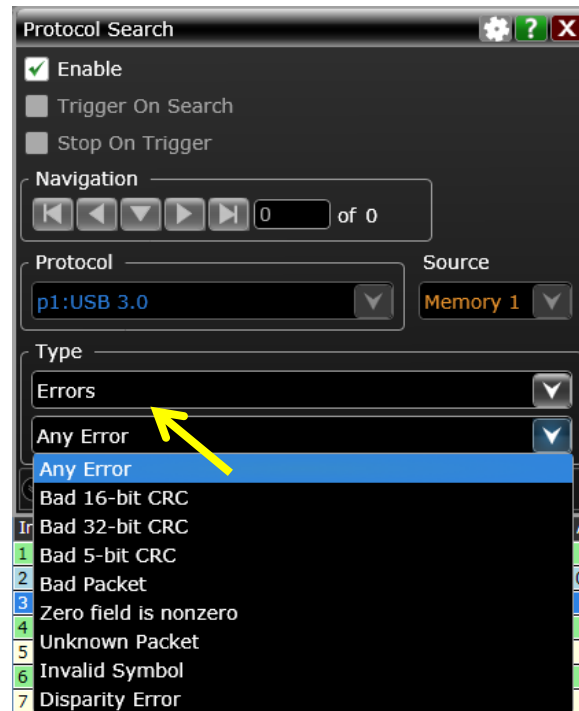 Protocol Search ? X
Enable
Trigger On Search
Stop On Trigger
Navigation
0 of 0
Protocol Source
p1:USB 3.0 Memory 1
Type
Errors
Any Error
Any Error
Bad 16-bit CRC
In Bad 32-bit CRC
1 Bad 5-bit CRC
2 Bad Packet
3 Zero field is nonzero
4
5 Unknown Packet
6 Invalid Symbol
7 Disparity Error